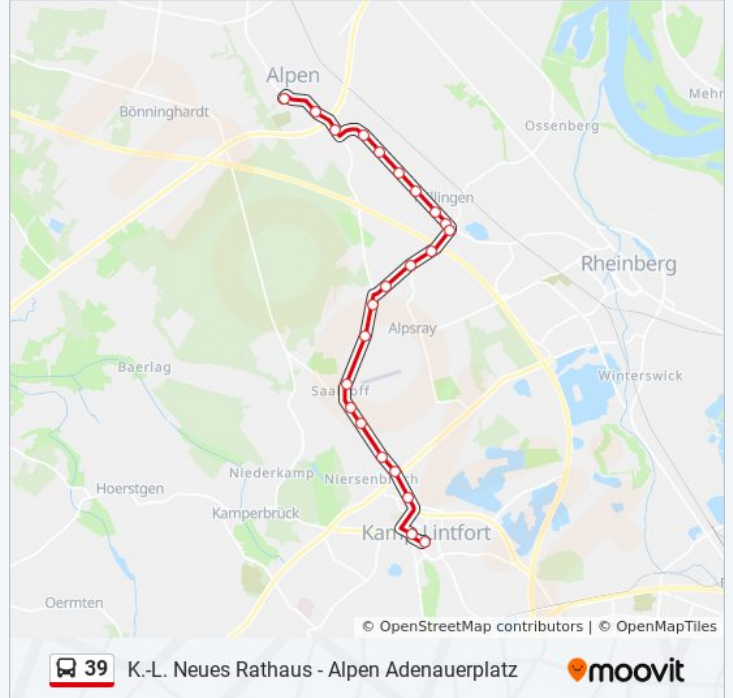 Alpen
Mehr
Bönninghardt
Ossenberg
Rheinberg
Alpsray
Baerlag
Winterswick
Niederkamp
Hoerstgen
Kamperbrück
Oermten
© OpenStreetMap contributors | © OpenMapTiles
39 K.-L. Neues Rathaus - Alpen Adenauerplatz
moovit